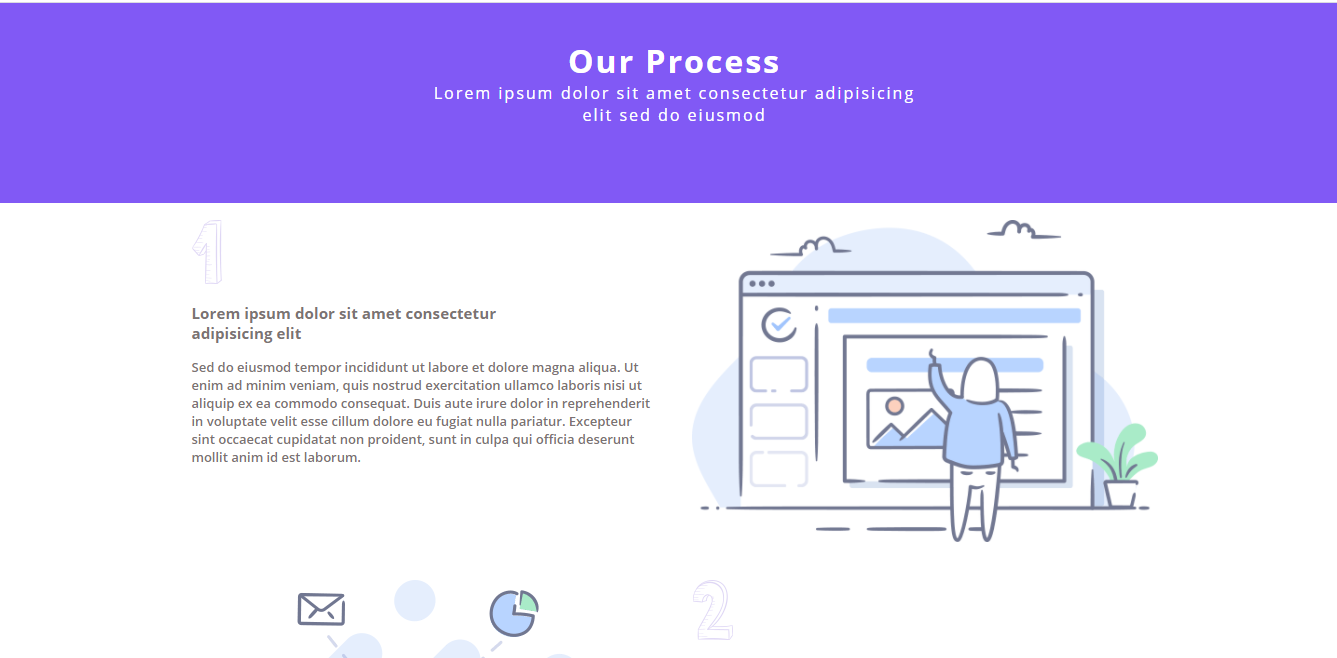 Our Process
Lorem ipsum dolor sit amet consectetur adipisicing
elit sed do eiusmod
1
Lorem ipsum dolor sit amet consectetur
adipisicing elit
Sed do eiusmod tempor incididunt ut labore et dolore magna aliqua. Ut
enim ad minim veniam, quis nostrud exercitation ullamco laboris nisi ut
aliquip ex ea commodo consequat. Duis aute irure dolor in reprehenderit
in voluptate velit esse cillum dolore eu fugiat nulla pariatur. Excepteur
sint occaecat cupidatat non proident, sunt in culpa qui officia deserunt
mollit anim id est laborum.
2